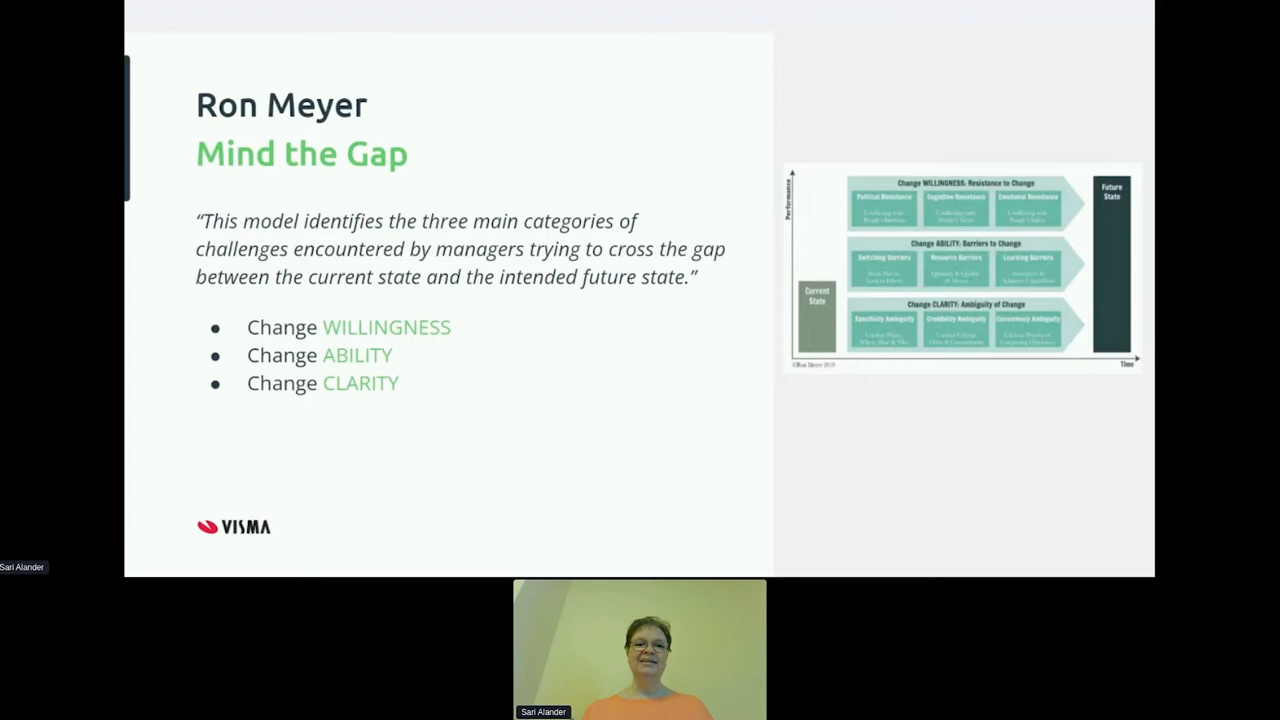 Ron Meyer
Mind the Gap
“This model identifies the three main categories of
challenges encountered by managers trying to cross the gap
between the current state and the intended future state.”
● Change WILLINGNESS
● Change ABILITY
● Change CLARITY
VISMA
Performance
Change WILLINGNESS: Resistance to Change
Political Resistance
Cognitive Resistance
Emotional Resistance
Change ABILITY: Barriers to Change
Switching Barriers
Resource Barriers
Learning Barriers
Change CLARITY: Ambiguity of Change
Specificity Ambiguity
Credibility Ambiguity
Consistency Ambiguity
Current
State
Future
State
©Ron Meyer
Time
Sari Alander
Sari Alander